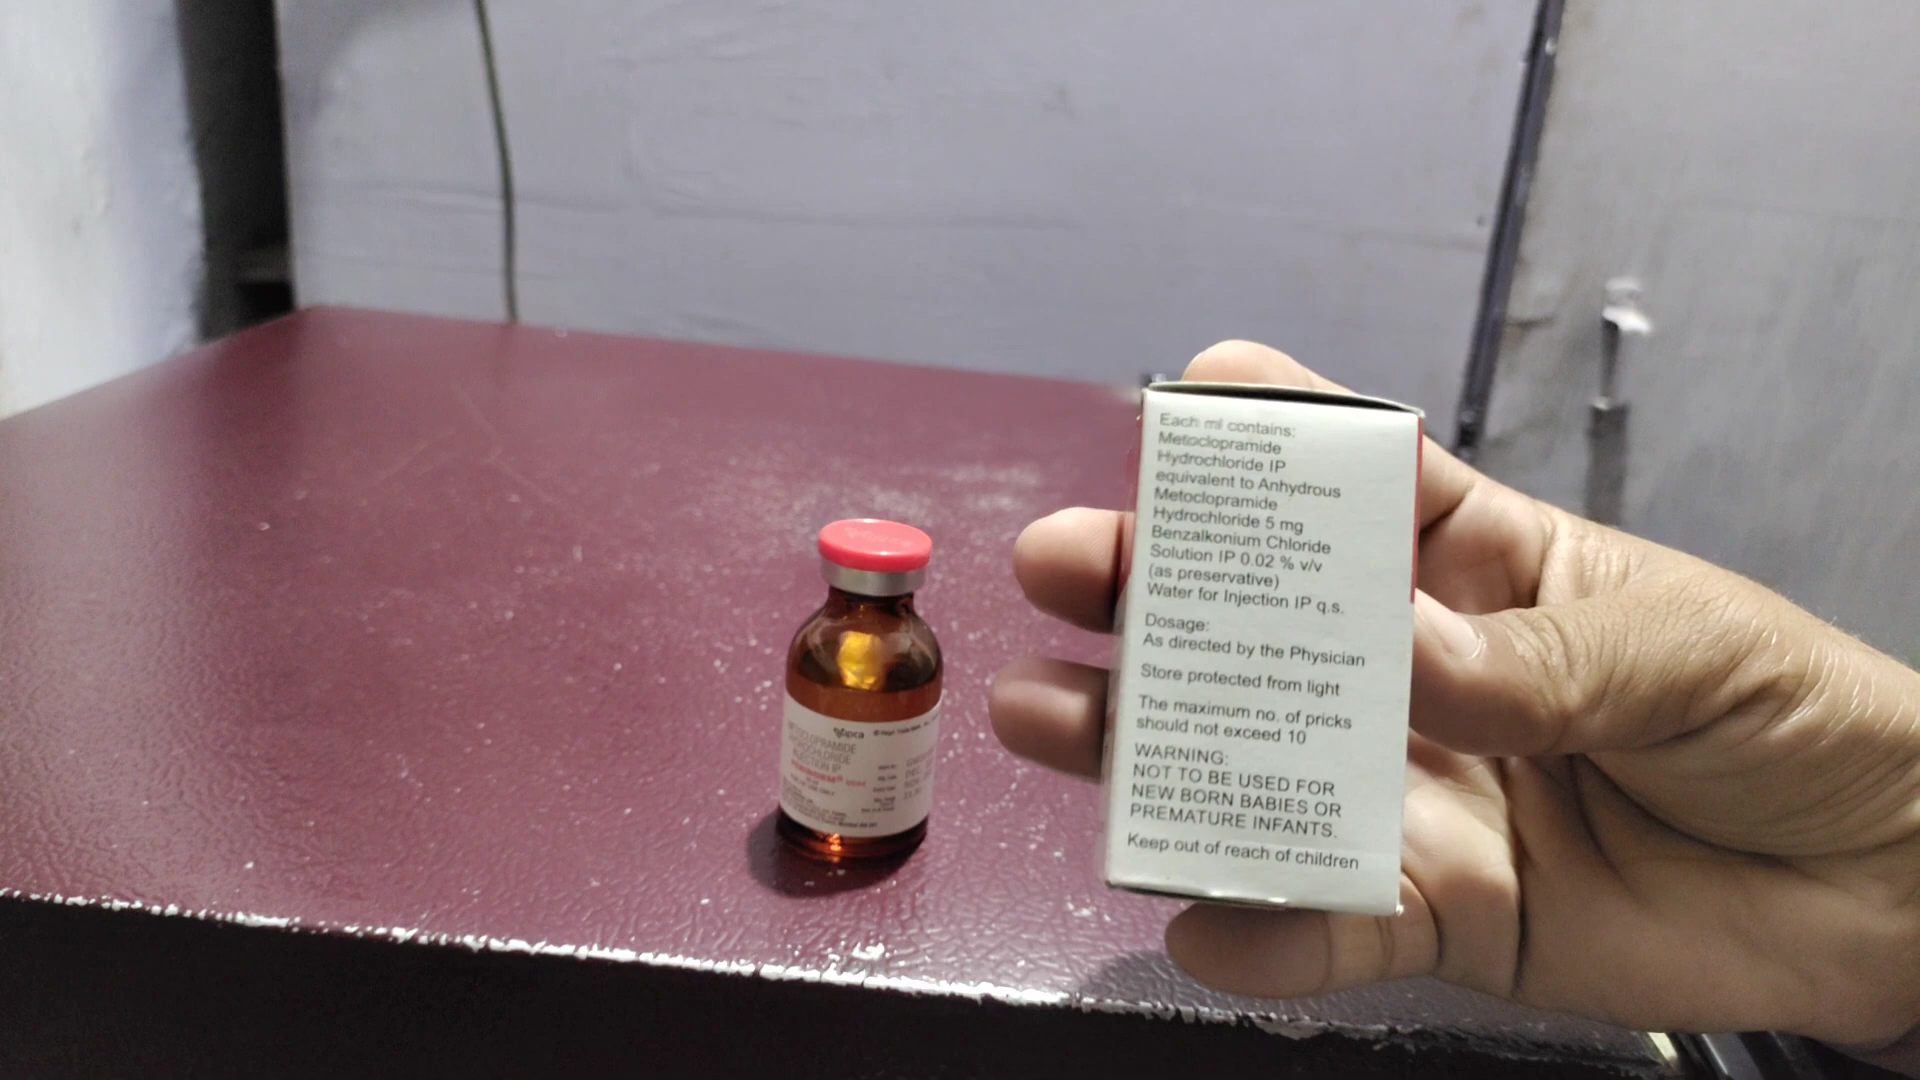 ipca
METOCLOPRAMIDE
HYDROCHLORIDE
INJECTION IP
Each ml contains:
Metoclopramide
Hydrochloride IP
equivalent to Anhydrous
Metoclopramide
Hydrochloride 5 mg
Benzalkonium Chloride
Solution IP 0.02 % v/v
(as preservative)
Water for Injection IP q.s.
Dosage:
As directed by the Physician
Store protected from light
The maximum no. of pricks
should not exceed 10
WARNING:
NOT TO BE USED FOR
NEW BORN BABIES OR
PREMATURE INFANTS.
Keep out of reach of children